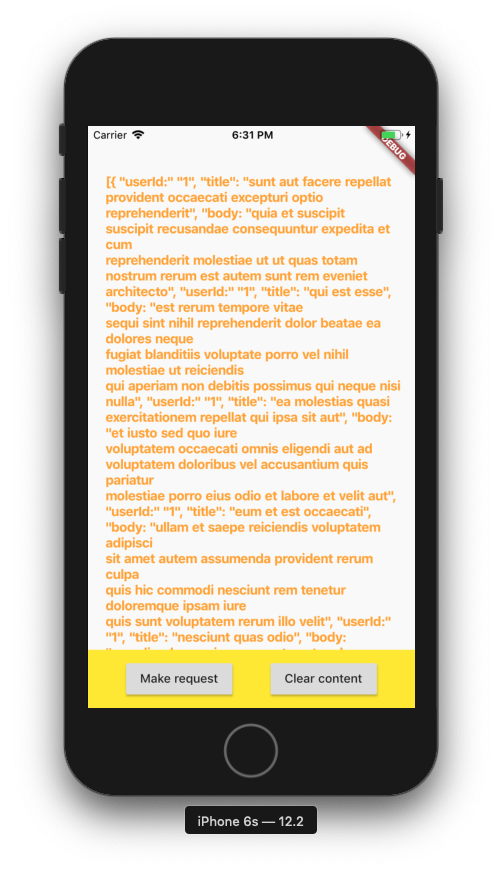 Carrier
6:31 PM
DEBUG
[{ "userId:" "1", "title": "sunt aut facere repellat
provident occaecati excepturi optio
reprehenderit", "body: "quia et suscipit
suscipit recusandae consequuntur expedita et
cum
reprehenderit molestiae ut ut quas totam
nostrum rerum est autem sunt rem eveniet
architecto", "userId:" "1", "title": "qui est esse",
"body: "est rerum tempore vitae
sequi sint nihil reprehenderit dolor beatae ea
dolores neque
fugiat blanditiis voluptate porro vel nihil
molestiae ut reiciendis
qui aperiam non debitis possimus qui neque nisi
nulla", "userId:" "1", "title": "ea molestias quasi
exercitationem repellat qui ipsa sit aut", "body:
"et iusto sed quo iure
voluptatem occaecati omnis eligendi aut ad
voluptatem doloribus vel accusantium quis
pariatur
molestiae porro eius odio et labore et velit aut",
"userId:" "1", "title": "eum et est occaecati",
"body: "ullam et saepe reiciendis voluptatem
adipisci
sit amet autem assumenda provident rerum
culpa
quis hic commodi nesciunt rem tenetur
doloremque ipsam iure
quis sunt voluptatem rerum illo velit", "userId:"
"1", "title": "nesciunt quas odio", "body:
Make request
Clear content
iPhone 6s — 12.2